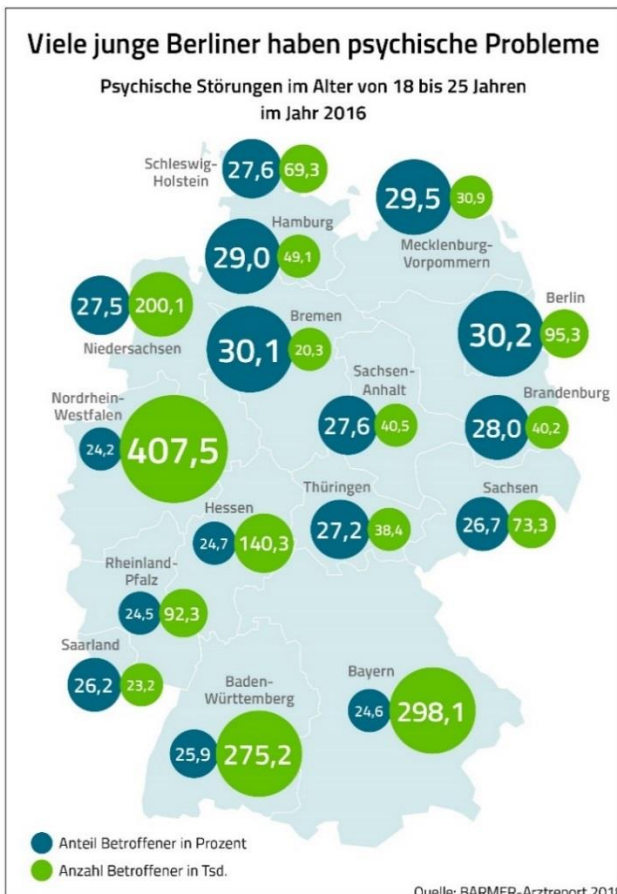 Viele junge Berliner haben psychische Probleme
Psychische Störungen im Alter von 18 bis 25 Jahren
im Jahr 2016
Schleswig-
Holstein
27,6 69,3
29,5 30,9
Mecklenburg-
Vorpommern
Hamburg
29,0 49,1
27,5 200,1
Niedersachsen
Bremen
30,1 20,3
Berlin
30,2 95,3
Sachsen-
Anhalt
27,6 40,5
Brandenburg
28,0 40,2
Nordrhein-
Westfalen
24,2 407,5
Thüringen
27,2 38,4
Sachsen
26,7 73,3
Hessen
24,7 140,3
Rheinland-
Pfalz
24,5 92,3
Saarland
26,2 23,2
Baden-
Württemberg
25,9 275,2
Bayern
24,6 298,1
Anteil Betroffener in Prozent
Anzahl Betroffener in Tsd.
Quelle: BARMER-Arztreport 2018